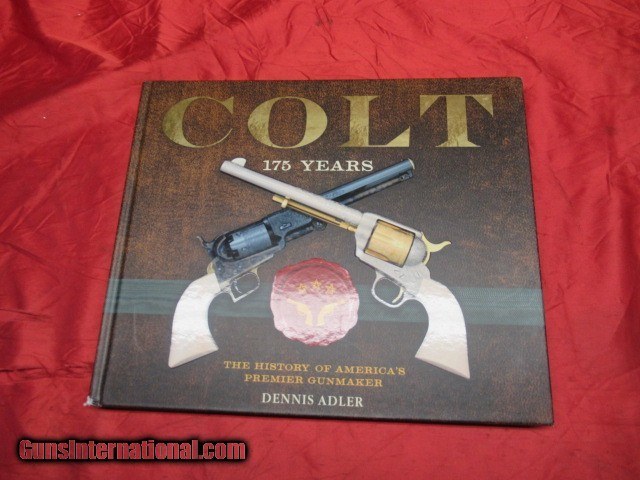 COLT
175 YEARS
THE HISTORY OF AMERICA'S
PREMIER GUNMAKER
DENNIS ADLER
GunsInternational.com